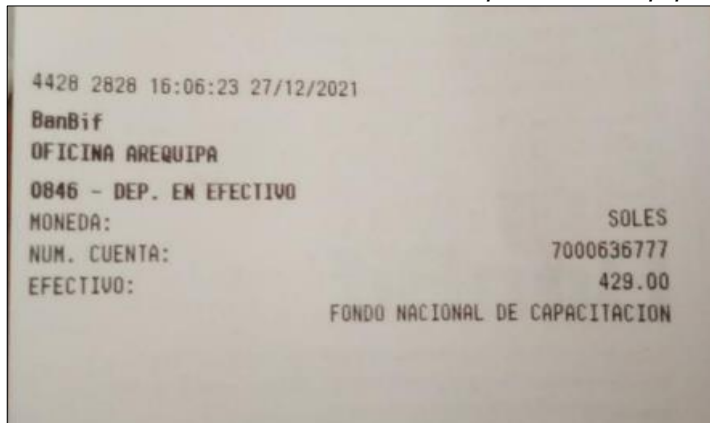 4428 2828 16:06:23 27/12/2021
BanBif
OFICINA AREQUIPA
0846 - DEP. EN EFECTIVO
MONEDA: SOLES
NUM. CUENTA: 7000636777
EFECTIVO: 429.00
FONDO NACIONAL DE CAPACITACION